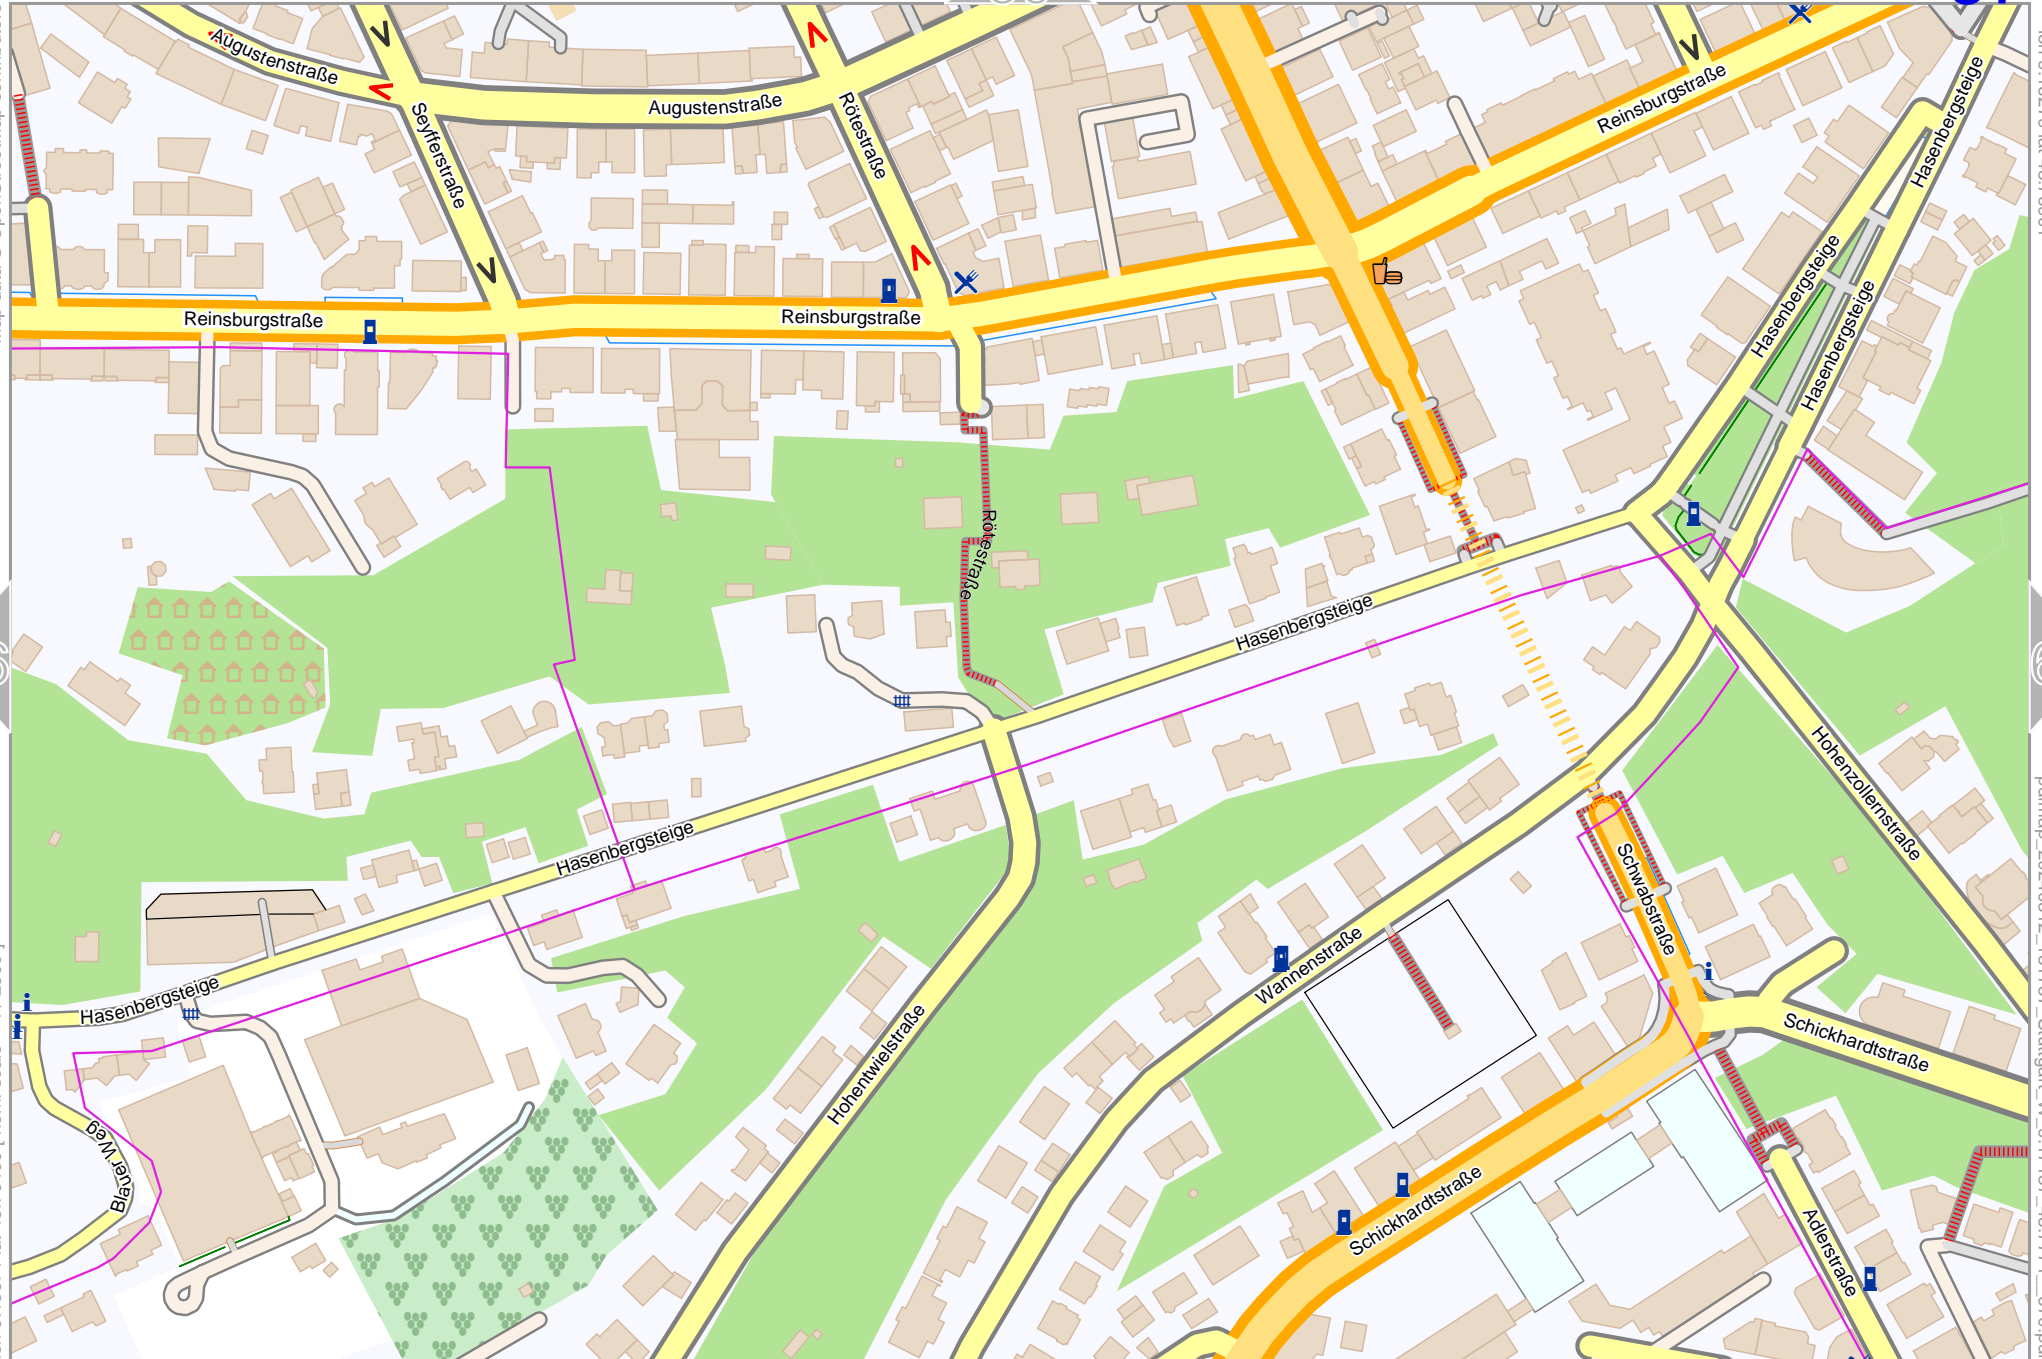 Augustenstraße
Augustenstraße
Seyfferstraße
Rötestraße
Reinsburgstraße
Hasenbergsteige
Hasenbergsteige
Hasenbergsteige
Reinsburgstraße
Reinsburgstraße
Rötestraße
Hasenbergsteige
Hasenbergsteige
Hasenbergsteige
Hohenzollernstraße
Schwabstraße
Wannenstraße
Hohentwielstraße
Schickhardtstraße
Blauer Weg
Schickhardtstraße
Adlerstraße